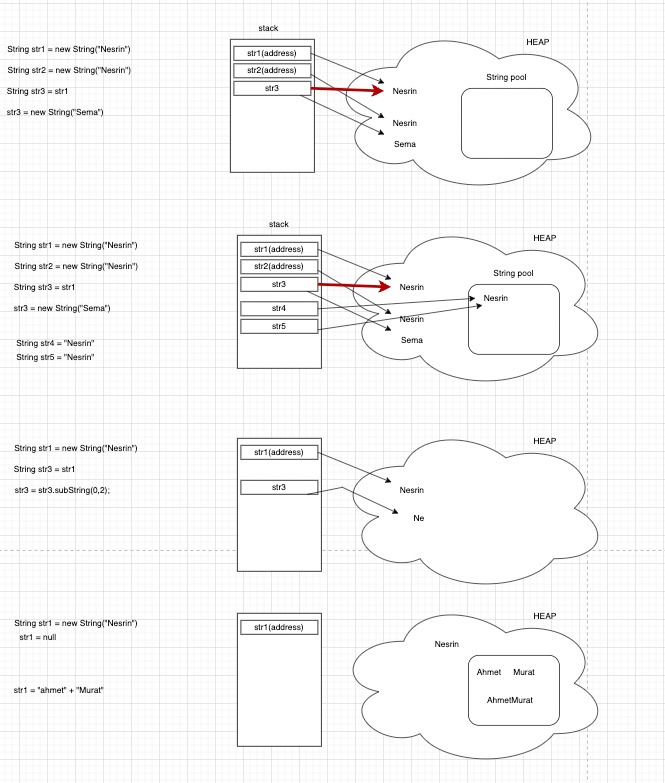 stack
HEAP
String str1 = new String("Nesrin")
str1(address)
String str2 = new String("Nesrin")
str2(address)
String pool
String str3 = str1
str3
Nesrin
str3 = new String("Sema")
Nesrin
Sema
stack
HEAP
String str1 = new String("Nesrin")
str1(address)
String str2 = new String("Nesrin")
str2(address)
String pool
String str3 = str1
str3
Nesrin
Nesrin
str3 = new String("Sema")
str4
Nesrin
str5
String str4 = "Nesrin"
Sema
String str5 = "Nesrin"
HEAP
String str1 = new String("Nesrin")
str1(address)
String str3 = str1
str3 = str3.subString(0,2);
str3
Nesrin
Ne
HEAP
String str1 = new String("Nesrin")
str1(address)
str1 = null
Nesrin
Ahmet Murat
str1 = "ahmet" + "Murat"
AhmetMurat